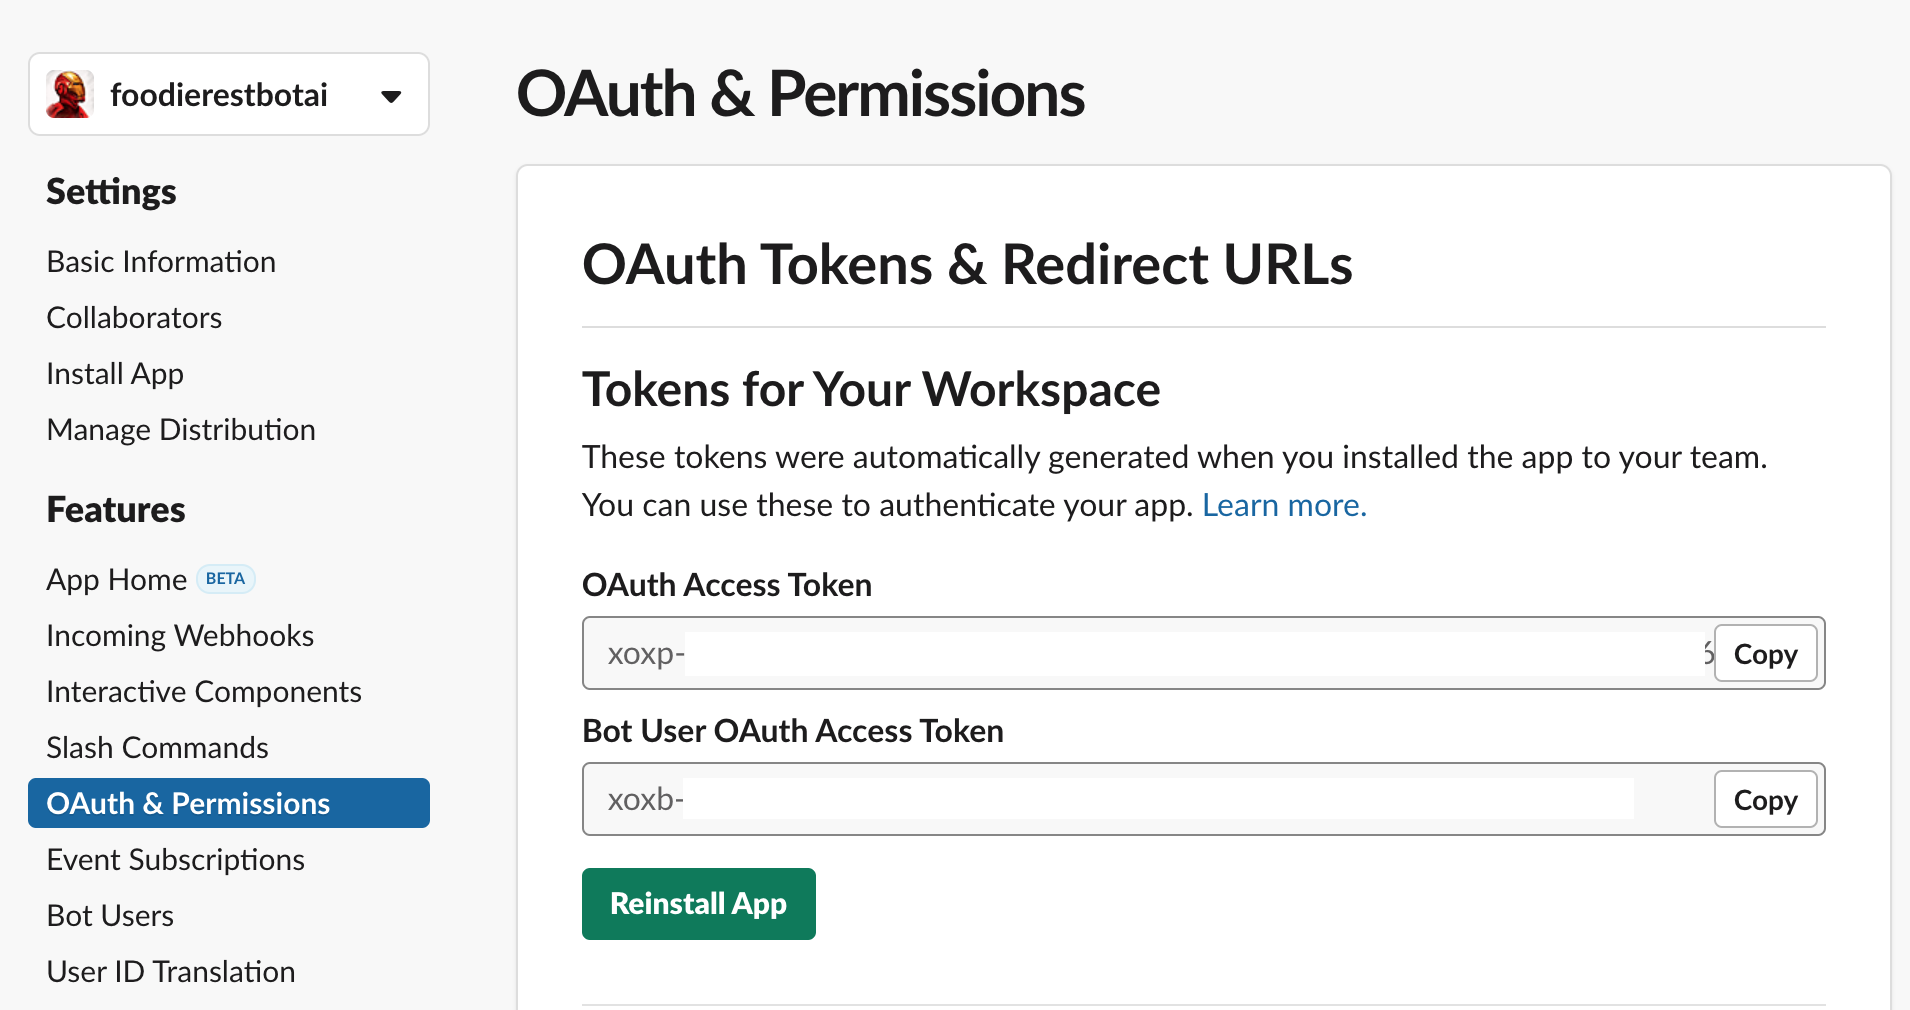 foodierestbotai
Settings
Basic Information
Collaborators
Install App
Manage Distribution
Features
App Home BETA
Incoming Webhooks
Interactive Components
Slash Commands
OAuth & Permissions
Event Subscriptions
Bot Users
User ID Translation
OAuth & Permissions
OAuth Tokens & Redirect URLs
Tokens for Your Workspace
These tokens were automatically generated when you installed the app to your team.
You can use these to authenticate your app. Learn more.
OAuth Access Token
xoxp- Copy
Bot User OAuth Access Token
xoxb- Copy
Reinstall App